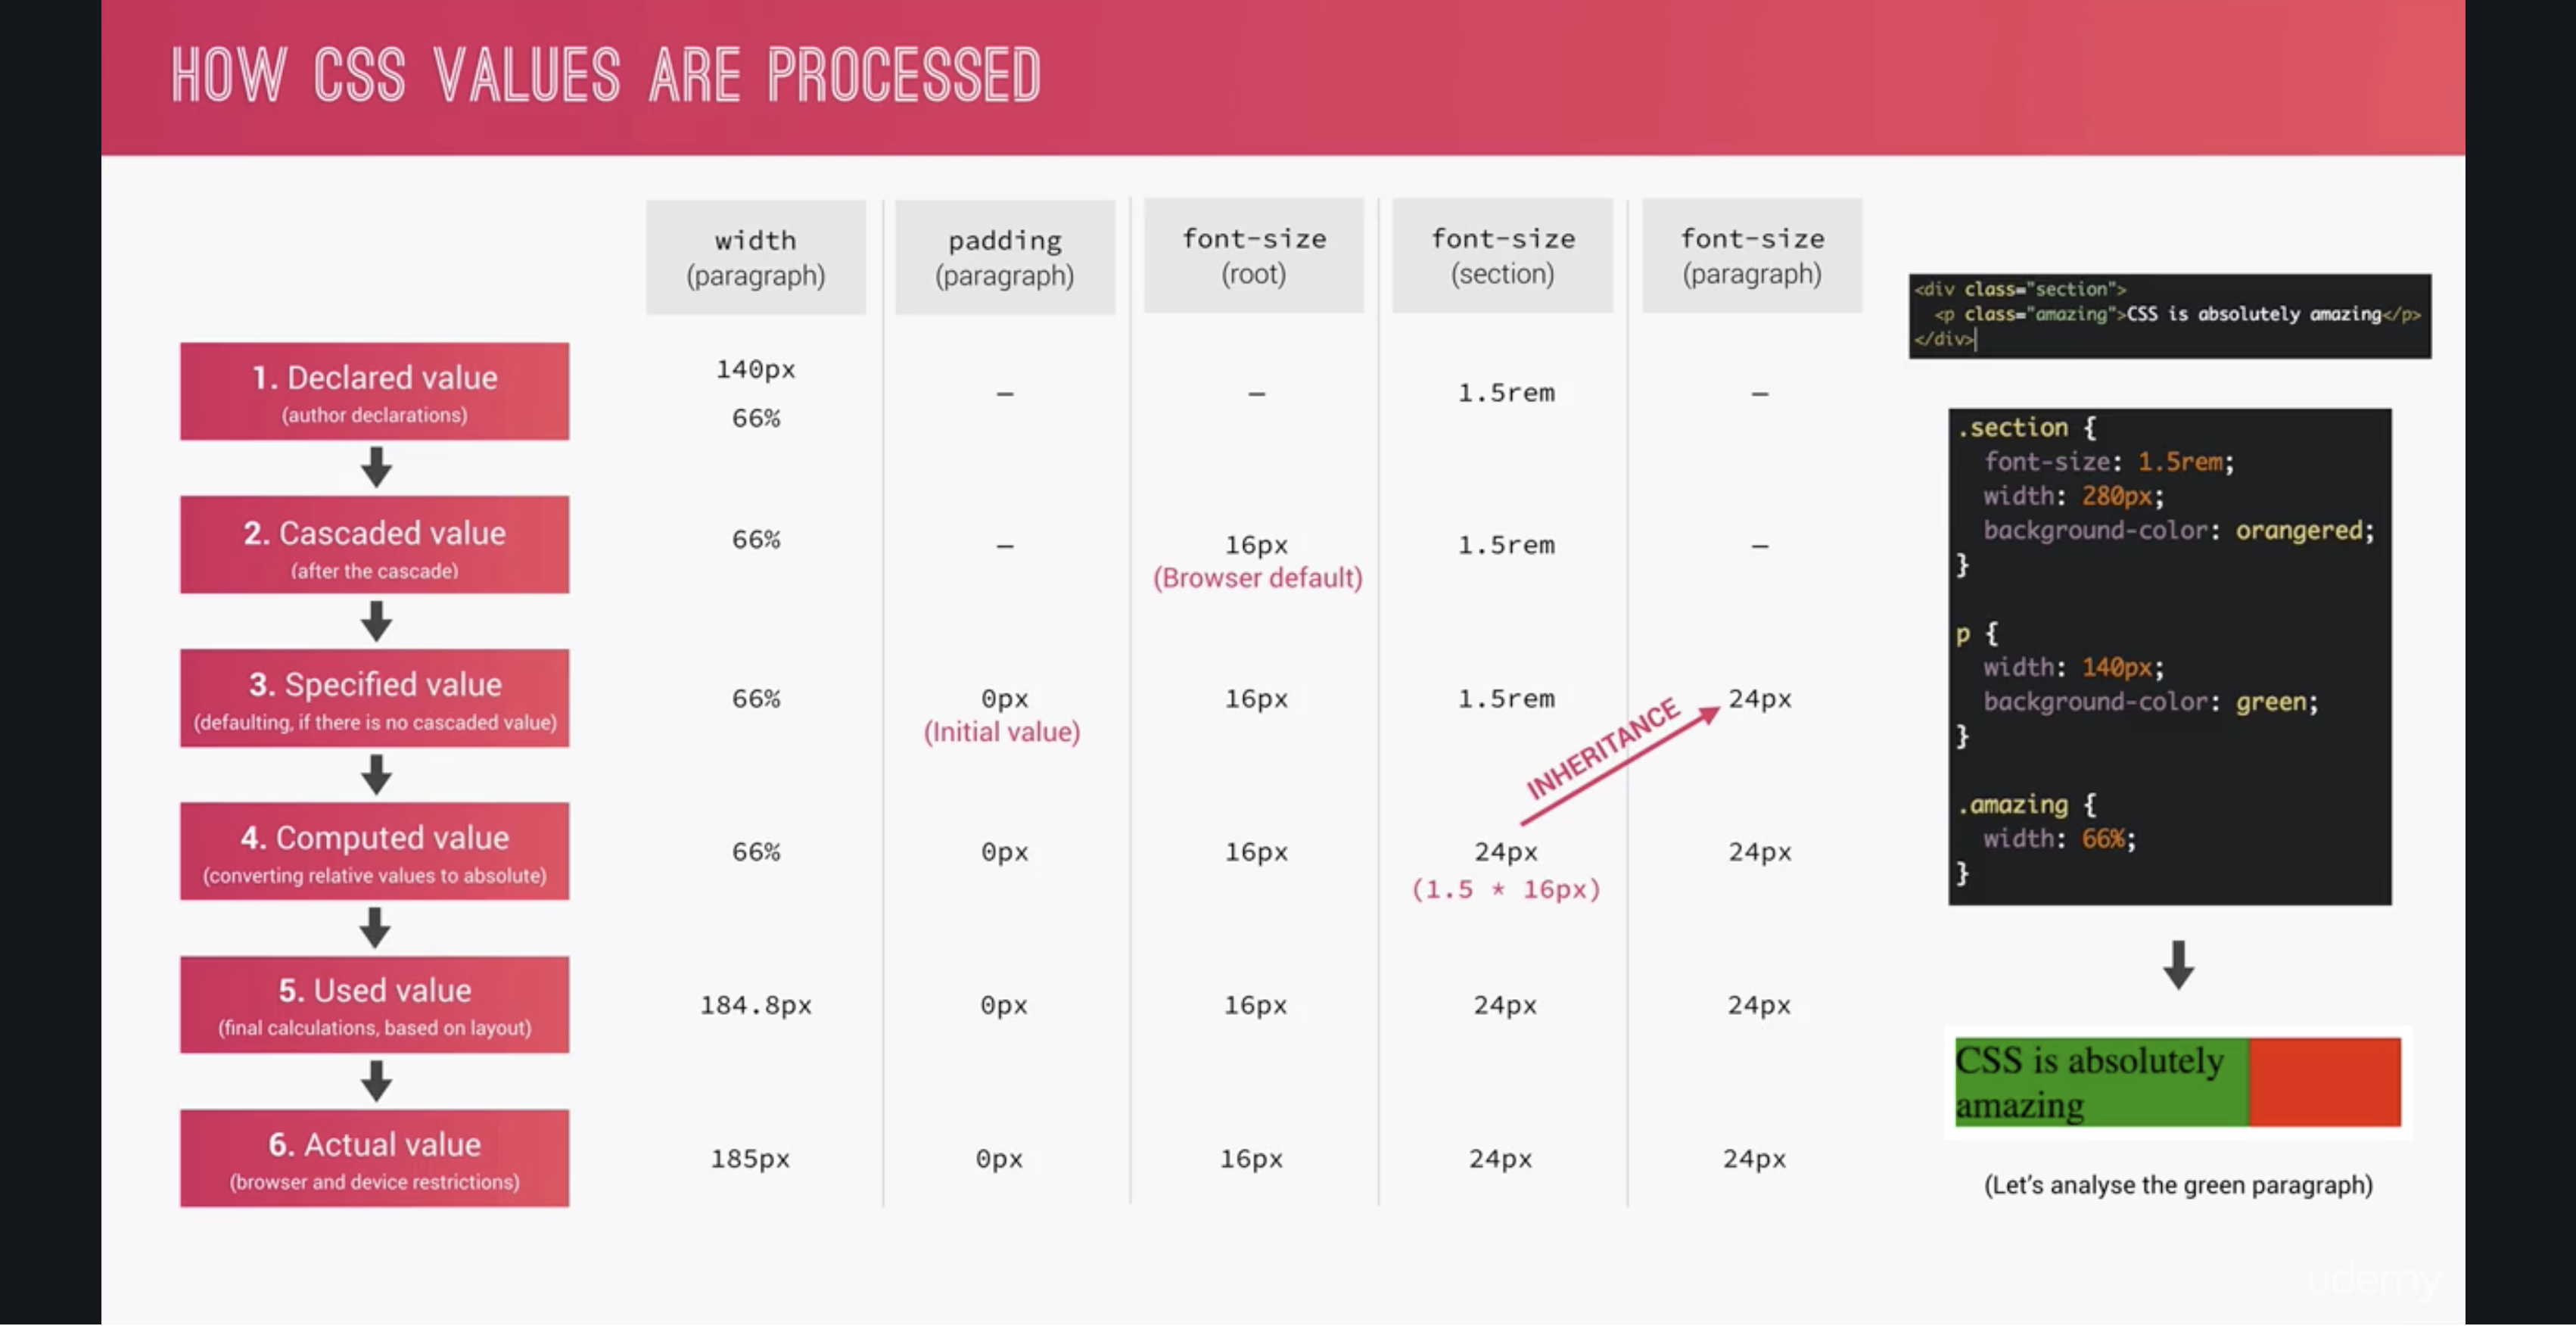 HOW CSS VALUES ARE PROCESSED
width
(paragraph)
padding
(paragraph)
font-size
(root)
font-size
(section)
font-size
(paragraph)
1. Declared value
(author declarations)
140px
66%
–
–
1.5rem
–
2. Cascaded value
(after the cascade)
66%
–
16px
(Browser default)
1.5rem
–
3. Specified value
(defaulting, if there is no cascaded value)
66%
0px
(Initial value)
16px
1.5rem
24px
INHERITANCE
4. Computed value
(converting relative values to absolute)
66%
0px
16px
24px
(1.5 * 16px)
24px
5. Used value
(final calculations, based on layout)
184.8px
0px
16px
24px
24px
6. Actual value
(browser and device restrictions)
185px
0px
16px
24px
24px
<div class="section">
<p class="amazing">CSS is absolutely amazing</p>
</div>
.section {
font-size: 1.5rem;
width: 280px;
background-color: orangered;
}
p {
width: 140px;
background-color: green;
}
.amazing {
width: 66%;
}
CSS is absolutely
amazing
(Let's analyse the green paragraph)
udemy